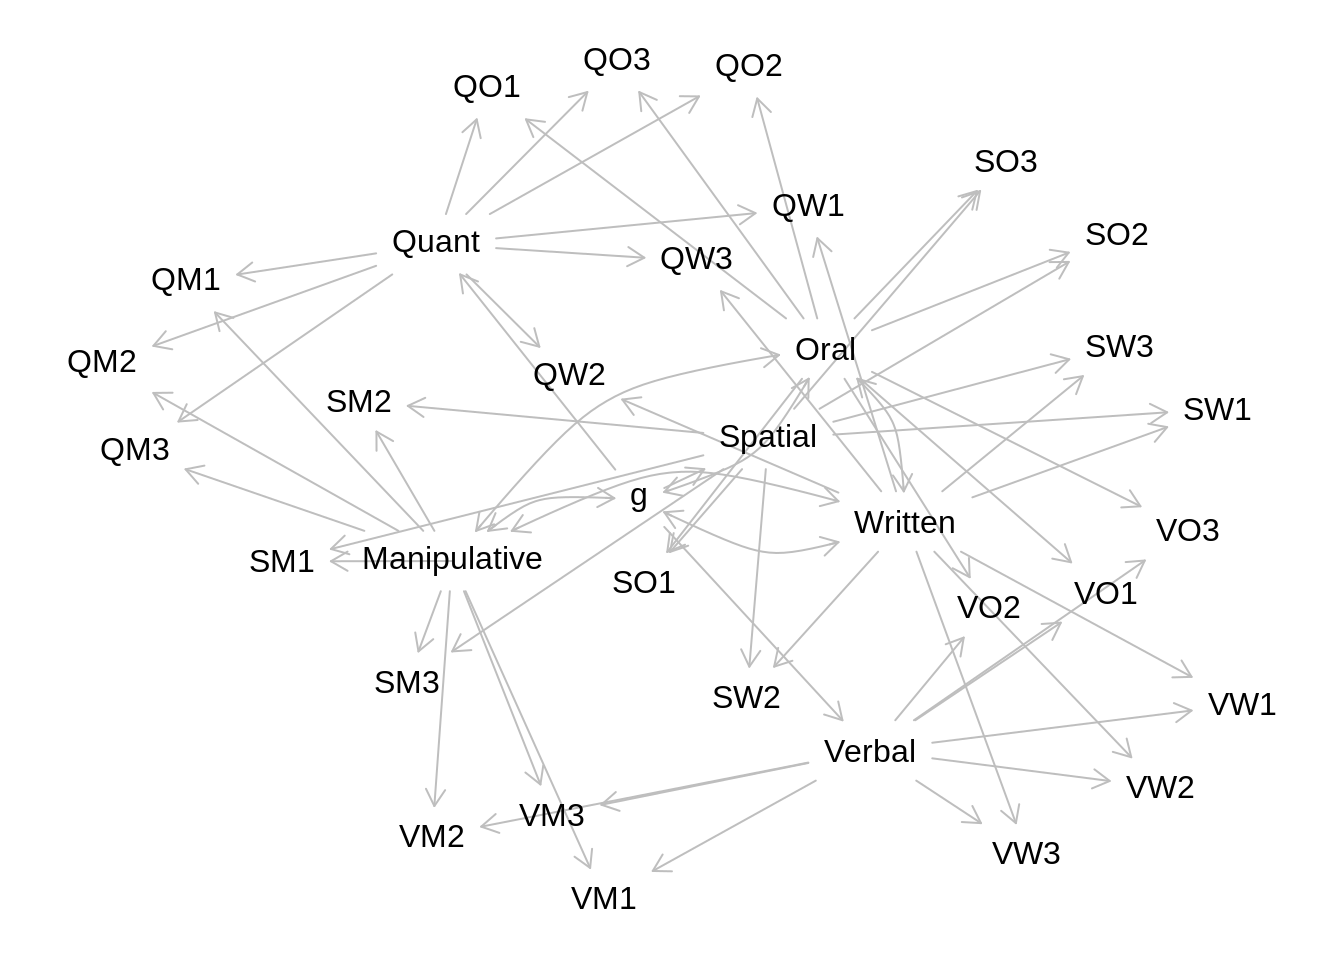 QO3
QO2
QO1
SO3
QW1
SO2
Quant
QW3
QM1
SW3
Oral
QM2
QW2
SM2
SW1
Spatial
QM3
g
Written
VO3
Manipulative
SM1
SO1
VO1
VO2
SM3
SW2
VW1
Verbal
VW2
VM3
VM2
VW3
VM1